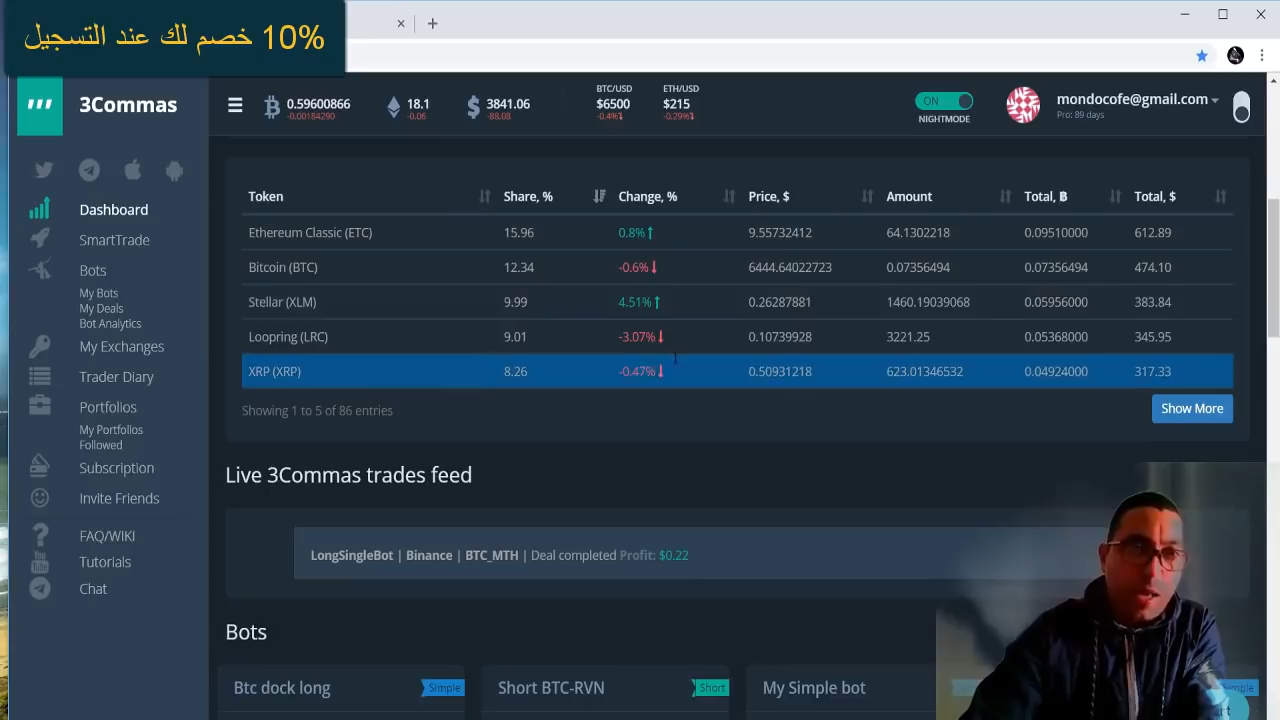 10% خصم لك عند التسجيل
3Commas
0.59600866
-0.00184290
18.1
-0.06
3841.06
-88.08
BTC/USD
$6500
-0.4%
ETH/USD
$215
-0.29%
ON
NIGHTMODE
mondocofe@gmail.com
Pro: 89 days
Dashboard
SmartTrade
Bots
My Bots
My Deals
Bot Analytics
My Exchanges
Trader Diary
Portfolios
My Portfolios
Followed
Subscription
Invite Friends
FAQ/WIKI
Tutorials
Chat
Token Share, % Change, % Price, $ Amount Total, ฿ Total, $
Ethereum Classic (ETC) 15.96 0.8% 9.55732412 64.1302218 0.09510000 612.89
Bitcoin (BTC) 12.34 -0.6% 6444.64022723 0.07356494 0.07356494 474.10
Stellar (XLM) 9.99 4.51% 0.26287881 1460.19039068 0.05956000 383.84
Loopring (LRC) 9.01 -3.07% 0.10739928 3221.25 0.05368000 345.95
XRP (XRP) 8.26 -0.47% 0.50931218 623.01346532 0.04924000 317.33
Showing 1 to 5 of 86 entries
Show More
Live 3Commas trades feed
LongSingleBot | Binance | BTC_MTH | Deal completed Profit: $0.22
Bots
Btc dock long Simple
Short BTC-RVN Short
My Simple bot